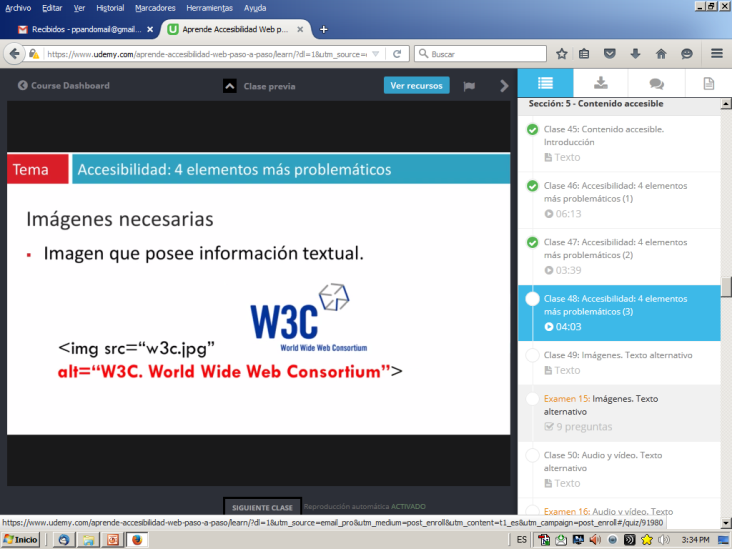 Archivo Editar Ver Historial Marcadores Herramientas Ayuda
Recibidos - ppandomail@gmail... ×
Aprende Accesibilidad Web p... ×
https://www.udemy.com/aprende-accesibilidad-web-paso-a-paso/learn/?dl=1&utm_source=
Buscar
Course Dashboard
Clase previa
Ver recursos
Tema
Accesibilidad: 4 elementos más problemáticos
Imágenes necesarias
▪ Imagen que posee información textual.
W3C
World Wide Web Consortium
<img src=“w3c.jpg”
alt=“W3C. World Wide Web Consortium”>
SIGUIENTE CLASE
Reproducción automática ACTIVADO
Sección: 5 - Contenido accesible
Clase 45: Contenido accesible.
Introducción
Texto
Clase 46: Accesibilidad: 4 elementos
más problemáticos (1)
06:13
Clase 47: Accesibilidad: 4 elementos
más problemáticos (2)
03:39
Clase 48: Accesibilidad: 4 elementos
más problemáticos (3)
04:03
Clase 49: Imágenes. Texto alternativo
Texto
Examen 15: Imágenes. Texto
alternativo
9 preguntas
Clase 50: Audio y vídeo. Texto
alternativo
Texto
Examen 16: Audio y vídeo. Texto
https://www.udemy.com/aprende-accesibilidad-web-paso-a-paso/learn/?dl=1&utm_source=email_pro&utm_medium=post_enroll&utm_content=t1_es&utm_campaign=post_enroll#/quiz/91980
Inicio
ES
3:34 PM